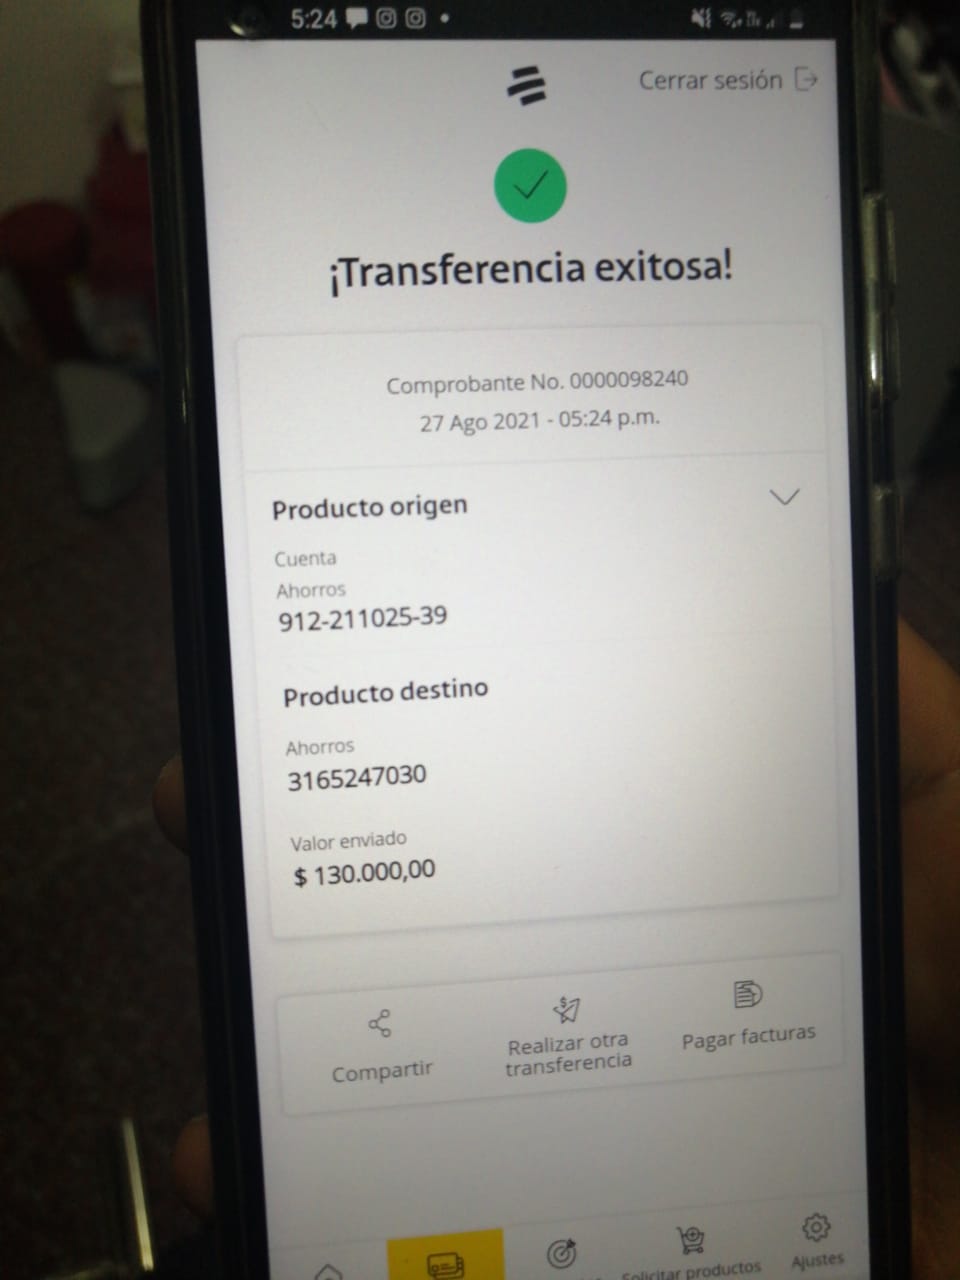 5:24
Cerrar sesión
¡Transferencia exitosa!
Comprobante No. 0000098240
27 Ago 2021 - 05:24 p.m.
Producto origen
Cuenta
Ahorros
912-211025-39
Producto destino
Ahorros
3165247030
Valor enviado
$ 130.000,00
Compartir
Realizar otra
transferencia
Pagar facturas
Solicitar productos
Ajustes